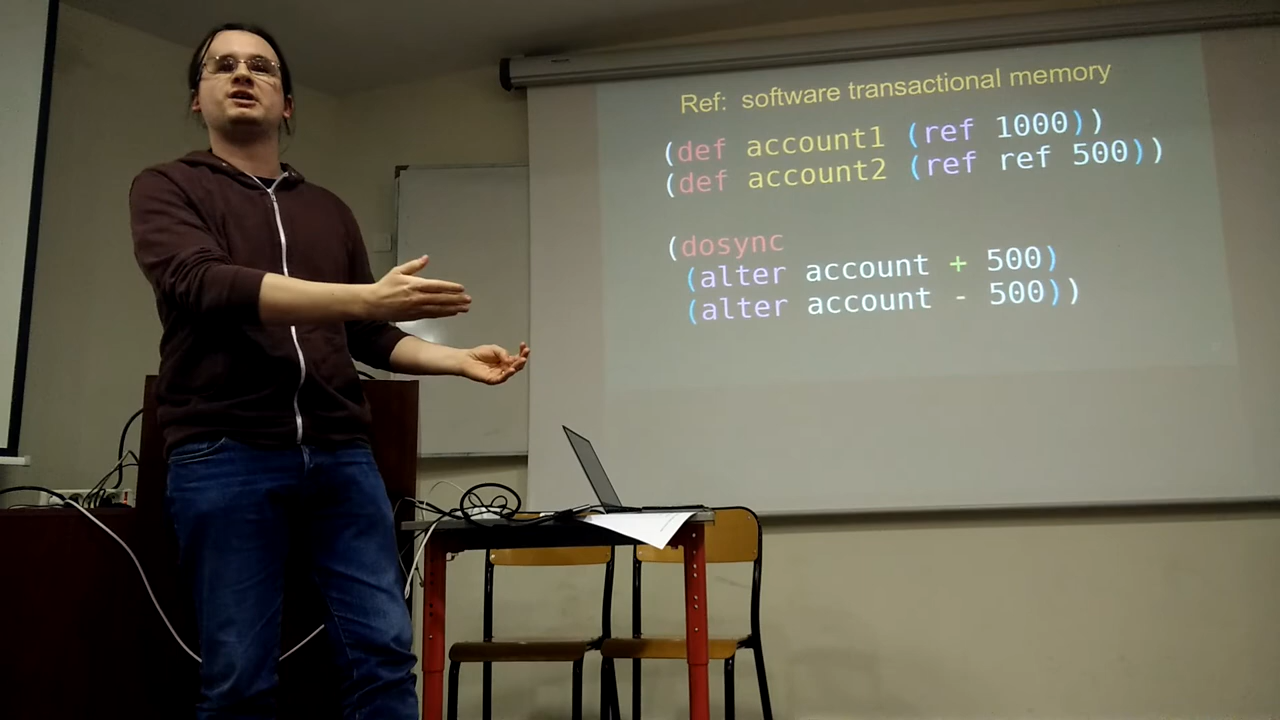 Ref: software transactional memory
(def account1 (ref 1000))
(def account2 (ref ref 500))
(dosync
(alter account + 500)
(alter account - 500))